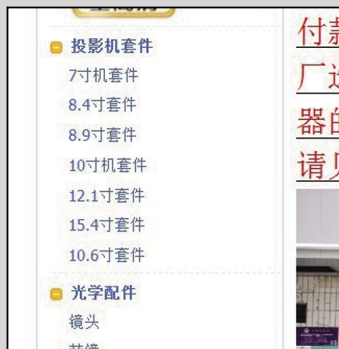 投影机套件
7寸机套件
8.4寸套件
8.9寸套件
10寸机套件
12.1寸套件
15.4寸套件
10.6寸套件
光学配件
镜头
付款
厂
器的
请见